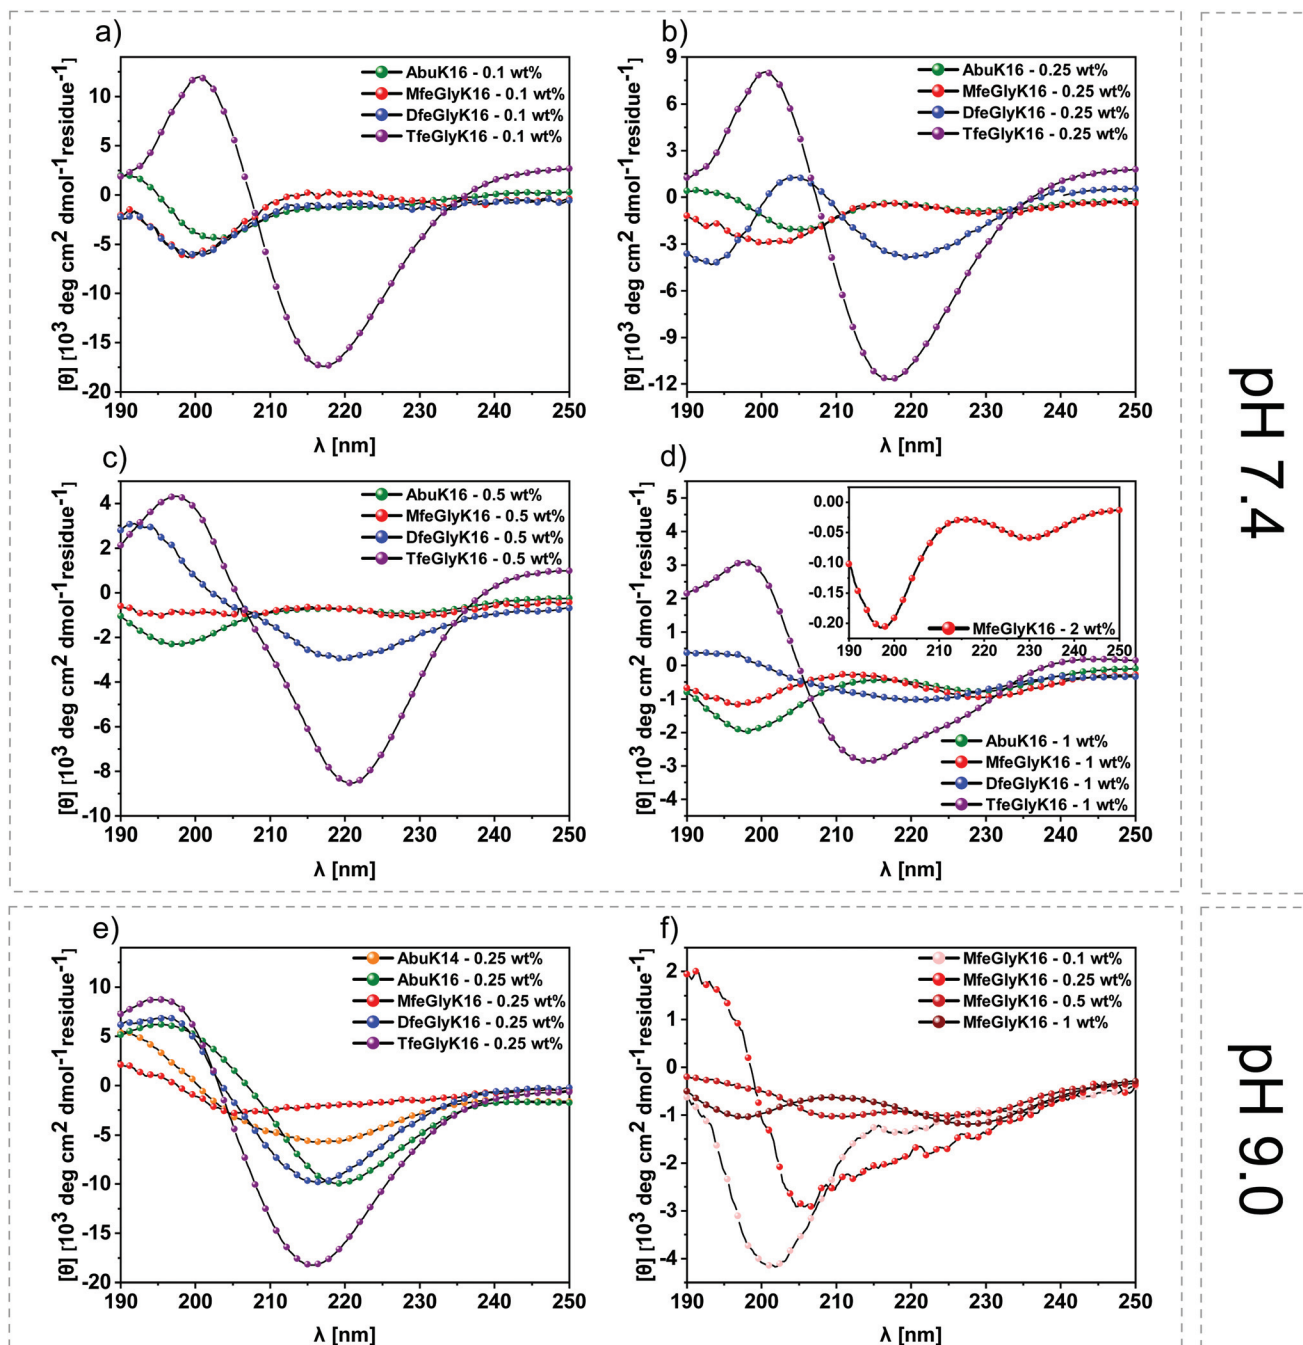 a)
[θ] [10³ deg cm² dmol⁻¹residue⁻¹]
10
5
0
-5
-10
-15
-20
AbuK16 - 0.1 wt%
MfeGlyK16 - 0.1 wt%
DfeGlyK16 - 0.1 wt%
TfeGlyK16 - 0.1 wt%
190 200 210 220 230 240 250
λ [nm]
b)
[θ] [10³ deg cm² dmol⁻¹residue⁻¹]
9
6
3
0
-3
-6
-9
-12
AbuK16 - 0.25 wt%
MfeGlyK16 - 0.25 wt%
DfeGlyK16 - 0.25 wt%
TfeGlyK16 - 0.25 wt%
190 200 210 220 230 240 250
λ [nm]
c)
[θ] [10³ deg cm² dmol⁻¹residue⁻¹]
4
2
0
-2
-4
-6
-8
-10
AbuK16 - 0.5 wt%
MfeGlyK16 - 0.5 wt%
DfeGlyK16 - 0.5 wt%
TfeGlyK16 - 0.5 wt%
190 200 210 220 230 240 250
λ [nm]
d)
[θ] [10³ deg cm² dmol⁻¹residue⁻¹]
5
4
3
2
1
0
-1
-2
-3
-4
0.00
-0.05
-0.10
-0.15
-0.20
MfeGlyK16 - 2 wt%
190 200 210 220 230 240 250
AbuK16 - 1 wt%
MfeGlyK16 - 1 wt%
DfeGlyK16 - 1 wt%
TfeGlyK16 - 1 wt%
190 200 210 220 230 240 250
λ [nm]
pH 7.4
e)
[θ] [10³ deg cm² dmol⁻¹residue⁻¹]
10
5
0
-5
-10
-15
-20
AbuK14 - 0.25 wt%
AbuK16 - 0.25 wt%
MfeGlyK16 - 0.25 wt%
DfeGlyK16 - 0.25 wt%
TfeGlyK16 - 0.25 wt%
190 200 210 220 230 240 250
λ [nm]
f)
[θ] [10³ deg cm² dmol⁻¹residue⁻¹]
2
1
0
-1
-2
-3
-4
MfeGlyK16 - 0.1 wt%
MfeGlyK16 - 0.25 wt%
MfeGlyK16 - 0.5 wt%
MfeGlyK16 - 1 wt%
190 200 210 220 230 240 250
λ [nm]
pH 9.0